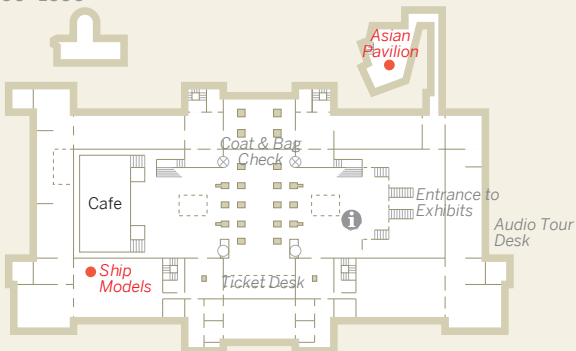 Asian
Pavilion
Coat & Bag
Check
Cafe
Entrance to
Exhibits
i
Audio Tour
Desk
Ship
Models
Ticket Desk